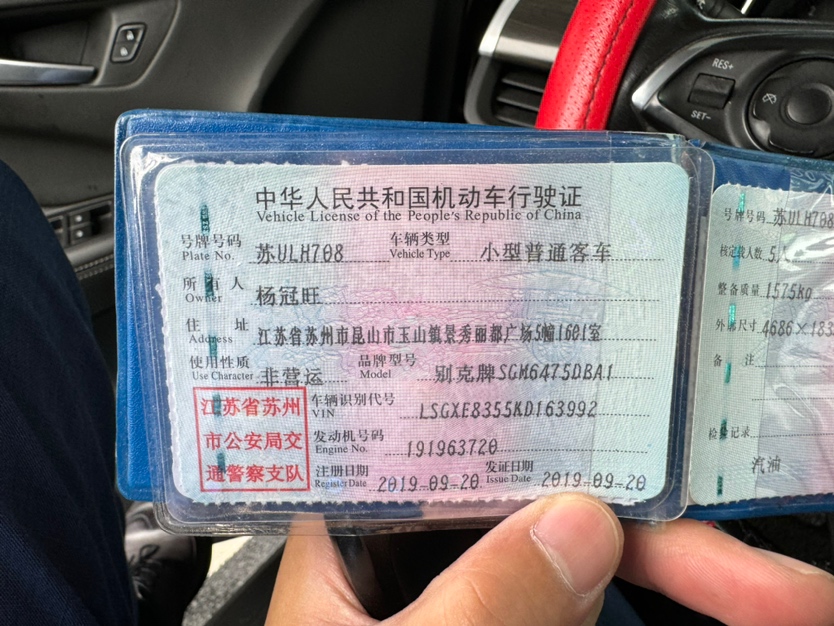 RES+
SET-
中华人民共和国机动车行驶证
Vehicle License of the People's Republic of China
号牌号码 苏ULH708 车辆类型 小型普通客车
Plate No. Vehicle Type
所有人 杨冠旺
Owner
住址 江苏省苏州市昆山市玉山镇景秀丽都广场5幢1601室
Address
使用性质 非营运 品牌型号 别克牌SGM6475DBA1
Use Character Model
江苏省苏州
市公安局交
通警察支队
车辆识别代号 LSGXE8355KD163992
VIN
发动机号码 191963720
Engine No.
注册日期 2019-09-20 发证日期 2019-09-20
Register Date Issue Date
号牌号码 苏ULH708
核定载人数 5人
整备质量 1575kg
外廓尺寸 4686×183
备注
检验记录
汽油